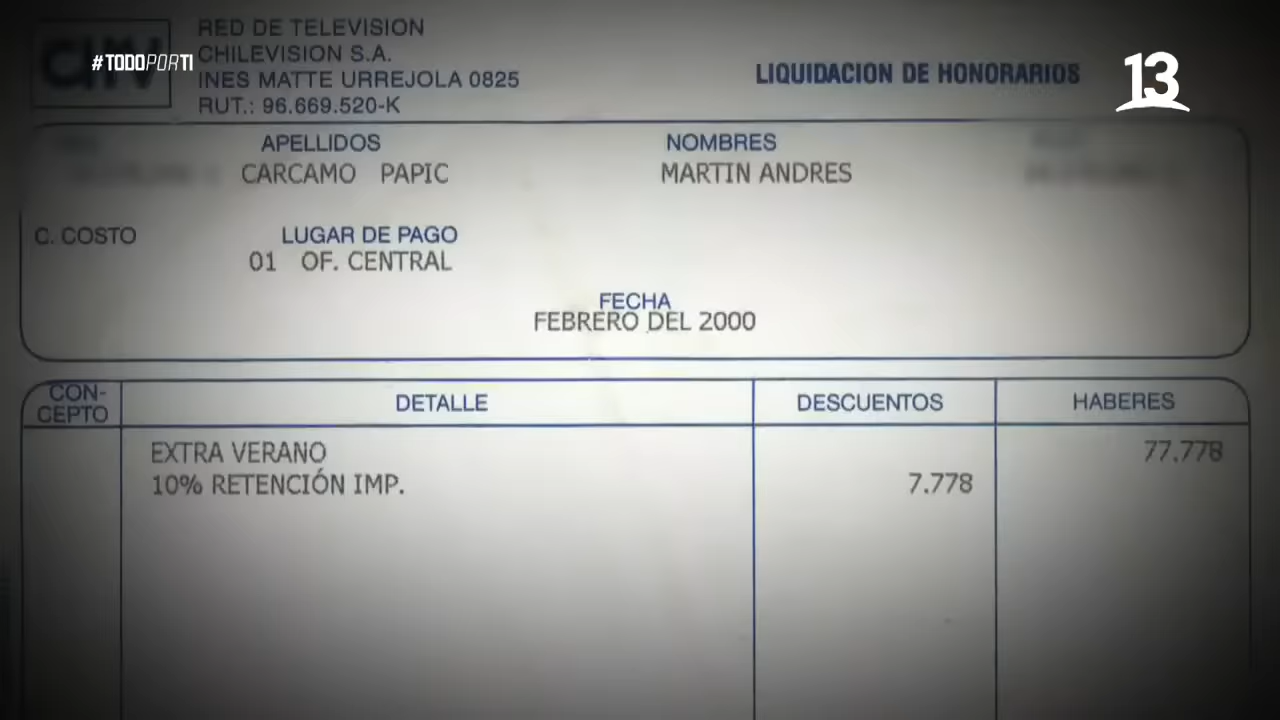 RED DE TELEVISION
CHILEVISION S.A.
#TODOPORTI
INES MATTE URREJOLA 0825
RUT.: 96.669.520-K
LIQUIDACION DE HONORARIOS
13
APELLIDOS NOMBRES
CARCAMO PAPIC MARTIN ANDRES
C. COSTO LUGAR DE PAGO
01 OF. CENTRAL
FECHA
FEBRERO DEL 2000
CON-
CEPTO DETALLE DESCUENTOS HABERES
EXTRA VERANO 77.778
10% RETENCIÓN IMP. 7.778